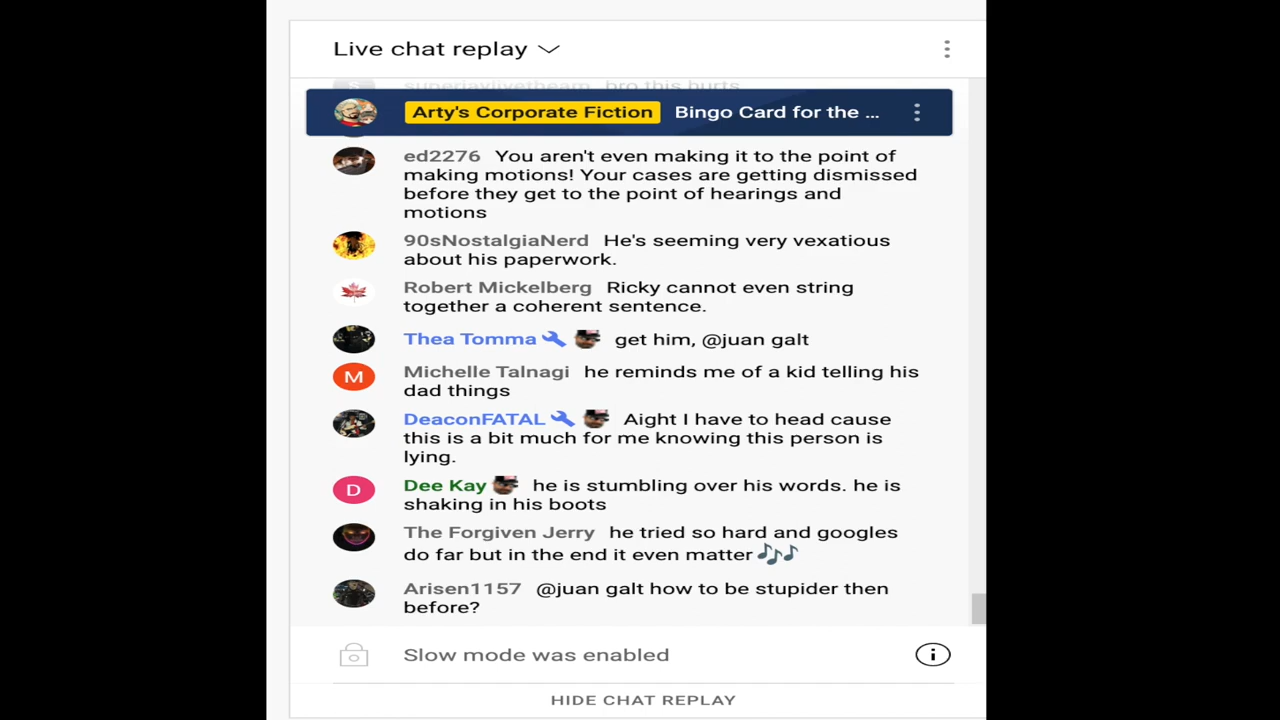 Live chat replay
superjaylivetheam bro this hurts
Arty's Corporate Fiction Bingo Card for the ...
ed2276 You aren't even making it to the point of
making motions! Your cases are getting dismissed
before they get to the point of hearings and
motions
90sNostalgiaNerd He's seeming very vexatious
about his paperwork.
Robert Mickelberg Ricky cannot even string
together a coherent sentence.
Thea Tomma get him, @juan galt
M
Michelle Talnagi he reminds me of a kid telling his
dad things
DeaconFATAL Aight I have to head cause
this is a bit much for me knowing this person is
lying.
D
Dee Kay he is stumbling over his words. he is
shaking in his boots
The Forgiven Jerry he tried so hard and googles
do far but in the end it even matter 🎶
Arisen1157 @juan galt how to be stupider then
before?
Slow mode was enabled
HIDE CHAT REPLAY